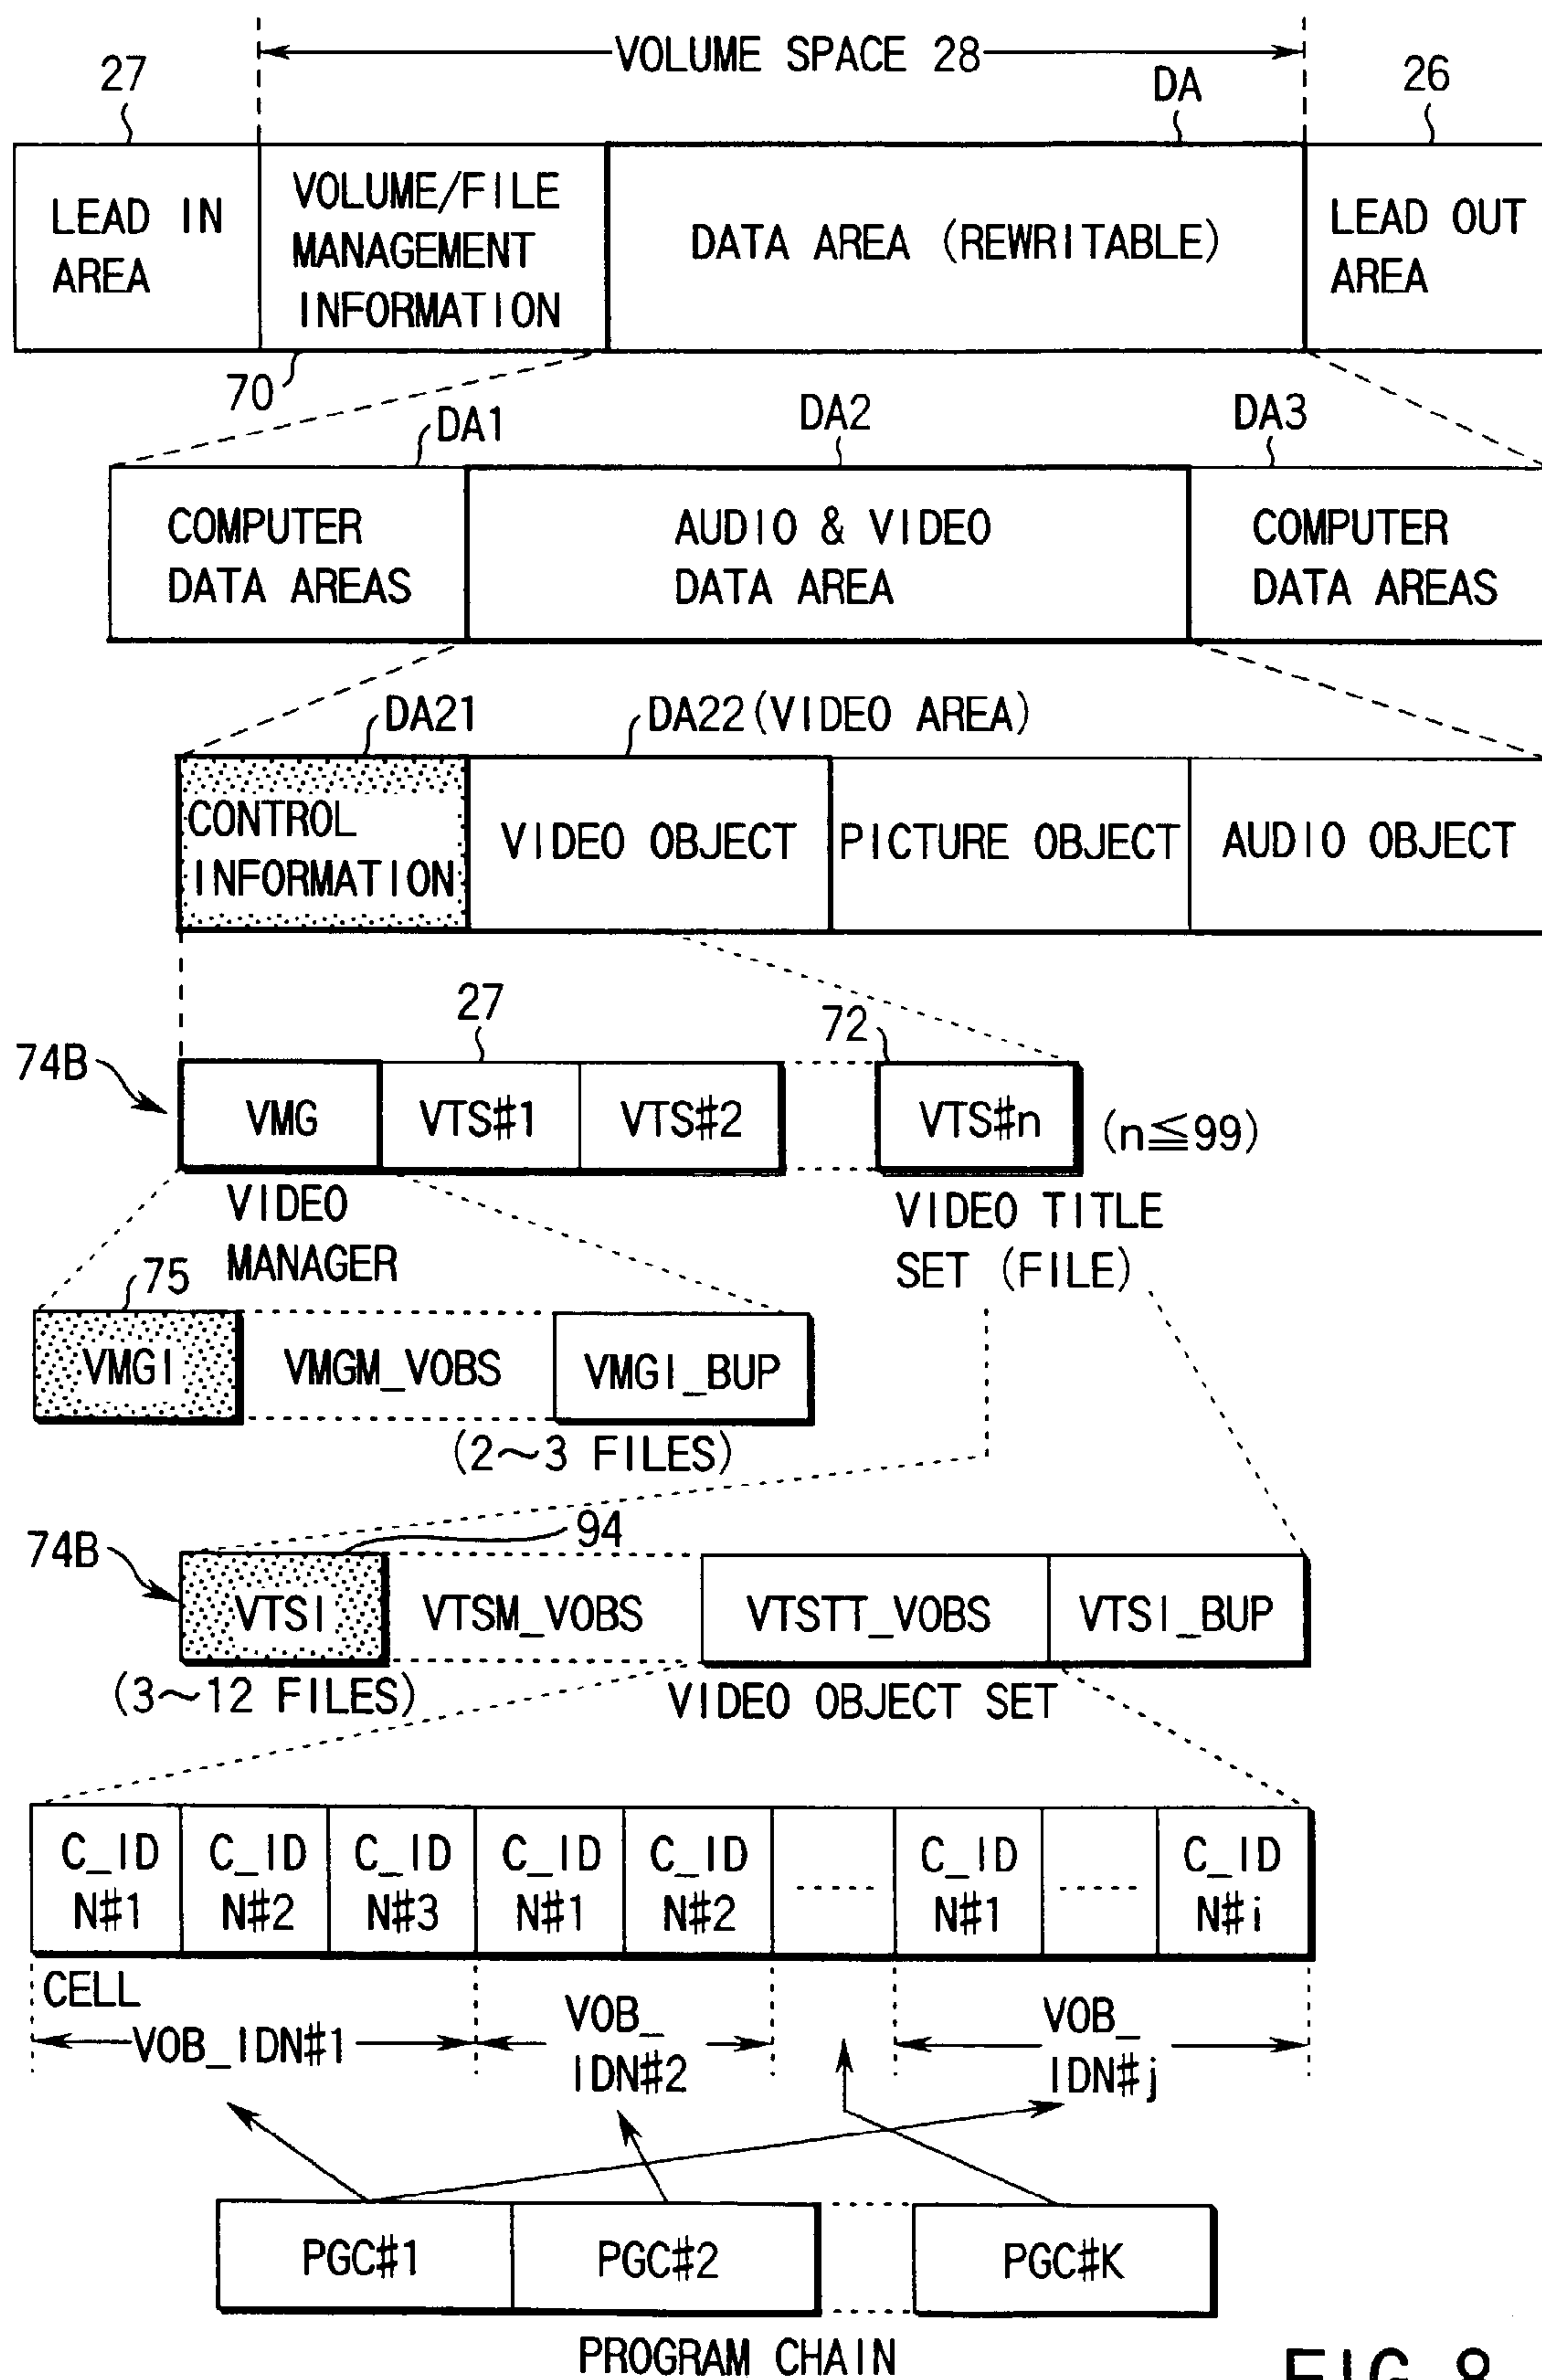 VOLUME SPACE 28
27
DA
26
LEAD IN
AREA
VOLUME/FILE
MANAGEMENT
INFORMATION
DATA AREA (REWRITABLE)
LEAD OUT
AREA
70
DA1
DA2
DA3
COMPUTER
DATA AREAS
AUDIO & VIDEO
DATA AREA
COMPUTER
DATA AREAS
DA21
DA22 (VIDEO AREA)
CONTROL
INFORMATION
VIDEO OBJECT
PICTURE OBJECT
AUDIO OBJECT
27
72
74B
VMG
VTS#1
VTS#2
VTS#n
(n≦99)
VIDEO
MANAGER
VIDEO TITLE
SET (FILE)
75
VMGI
VMGM_VOBS
VMGI_BUP
(2~3 FILES)
94
74B
VTSI
VTSM_VOBS
VTSTT_VOBS
VTSI_BUP
(3~12 FILES)
VIDEO OBJECT SET
C_ID
N#1
C_ID
N#2
C_ID
N#3
C_ID
N#1
C_ID
N#2
C_ID
N#1
C_ID
N#i
CELL
VOB_IDN#1
VOB_
IDN#2
VOB_
IDN#j
PGC#1
PGC#2
PGC#K
PROGRAM CHAIN
FIG. 8